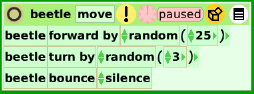 beetle move ! paused
beetle forward by random ( 25 )
beetle turn by random ( 3 )
beetle bounce silence